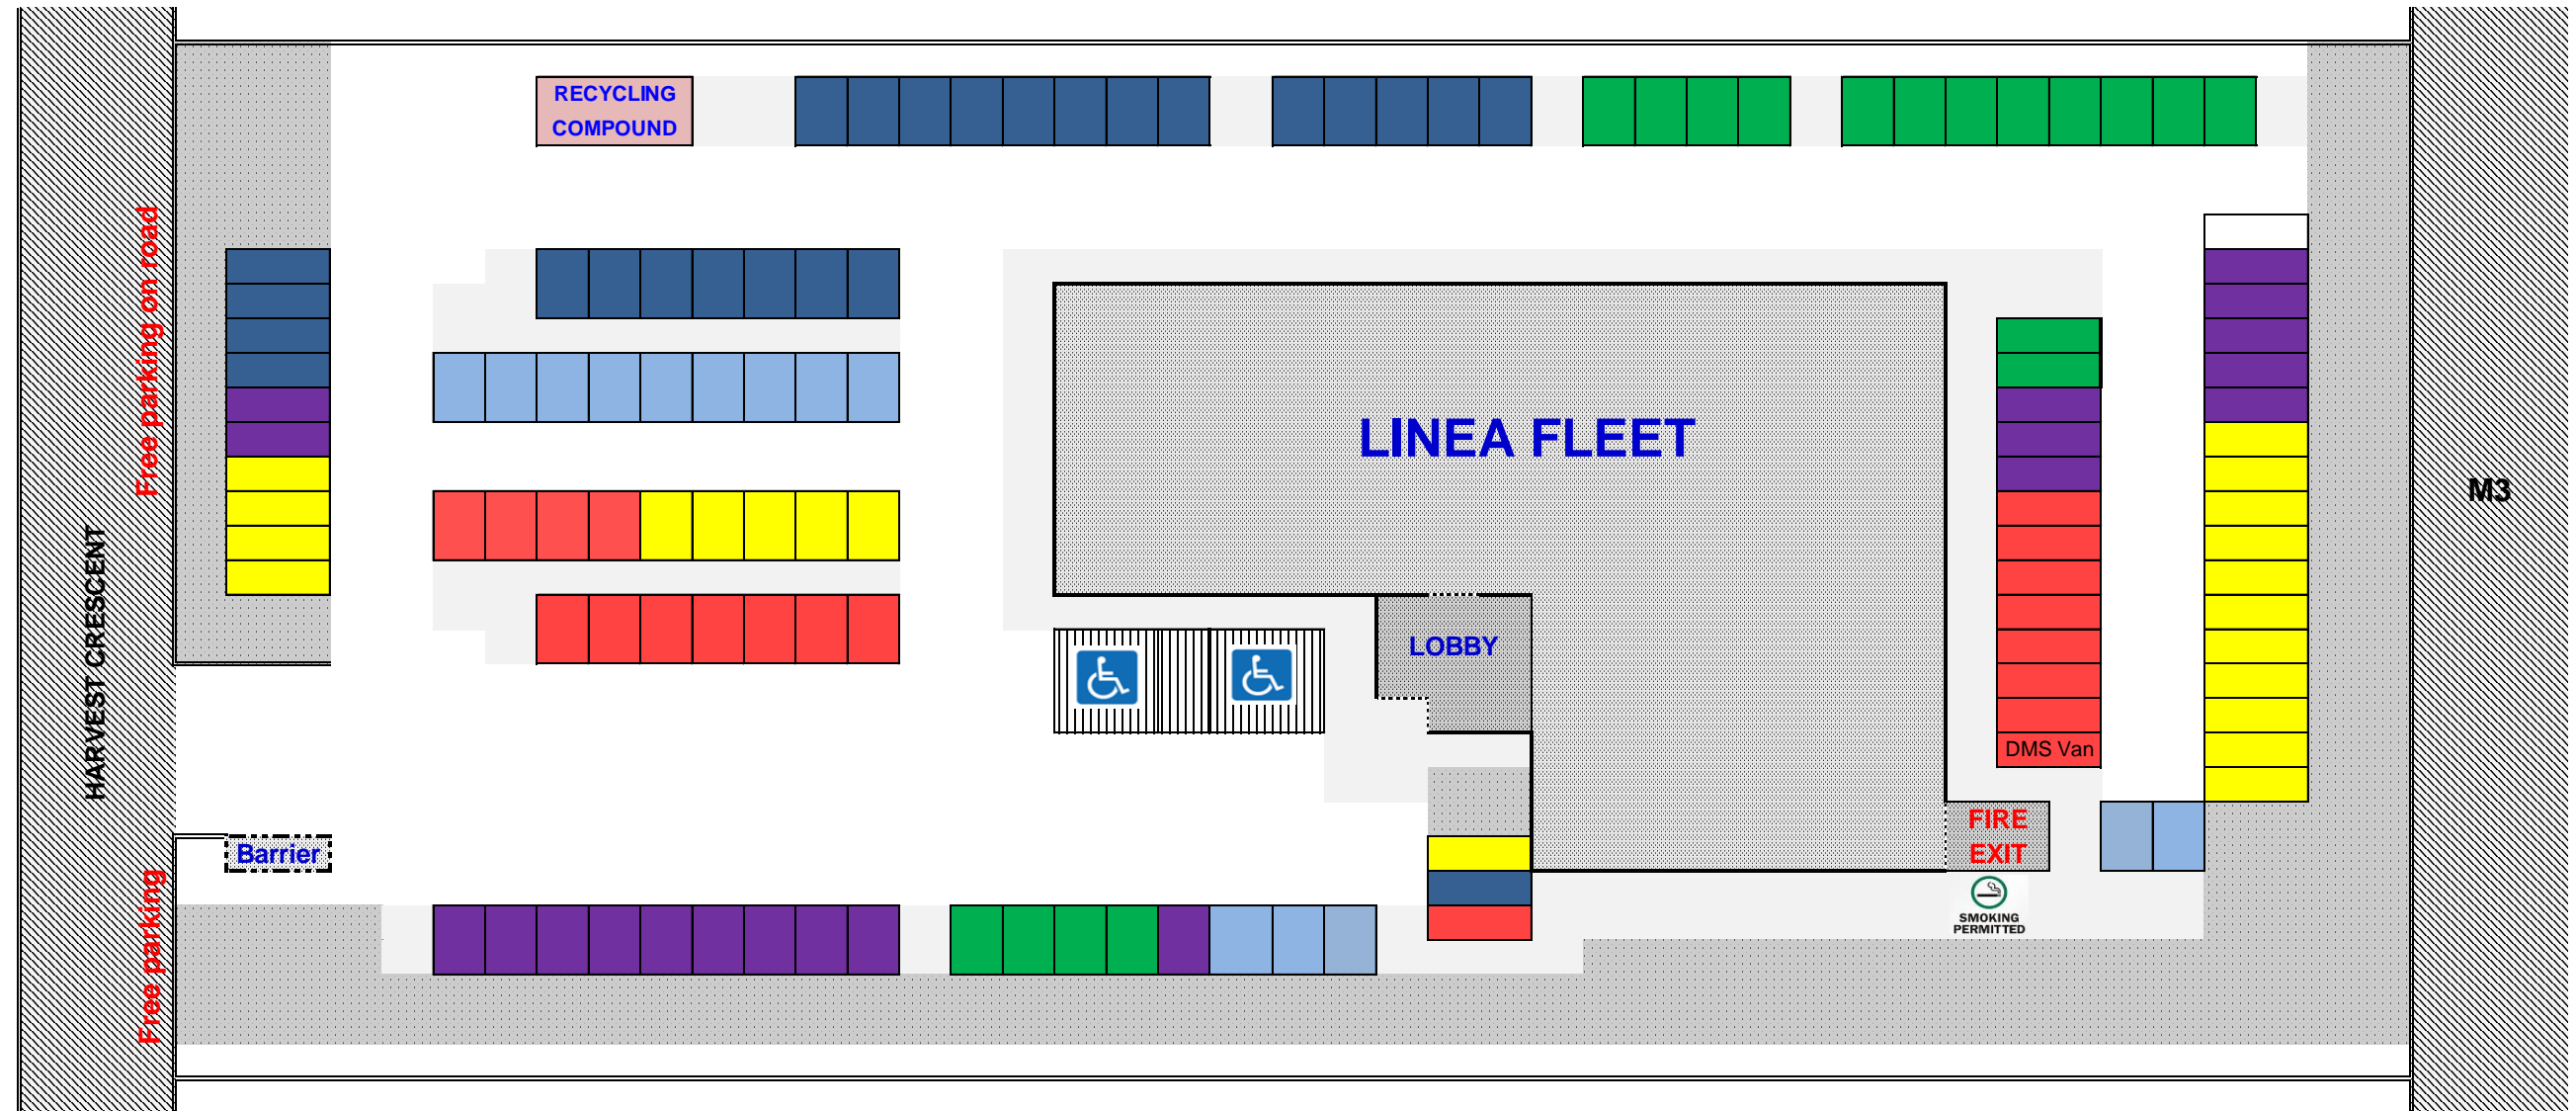 RECYCLING
COMPOUND
Free parking on road
HARVEST CRESCENT
LINEA FLEET
M3
LOBBY
DMS Van
FIRE
EXIT
Barrier
Free parking
SMOKING
PERMITTED